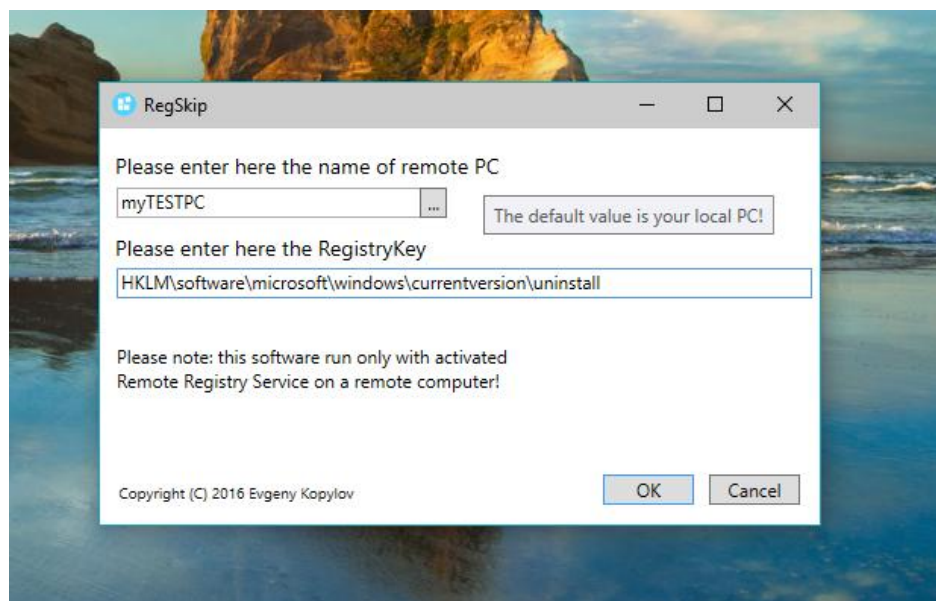 RegSkip
Please enter here the name of remote PC
myTESTPC
...
The default value is your local PC!
Please enter here the RegistryKey
HKLM\software\microsoft\windows\currentversion\uninstall
Please note: this software run only with activated
Remote Registry Service on a remote computer!
Copyright (C) 2016 Evgeny Kopylov
OK
Cancel